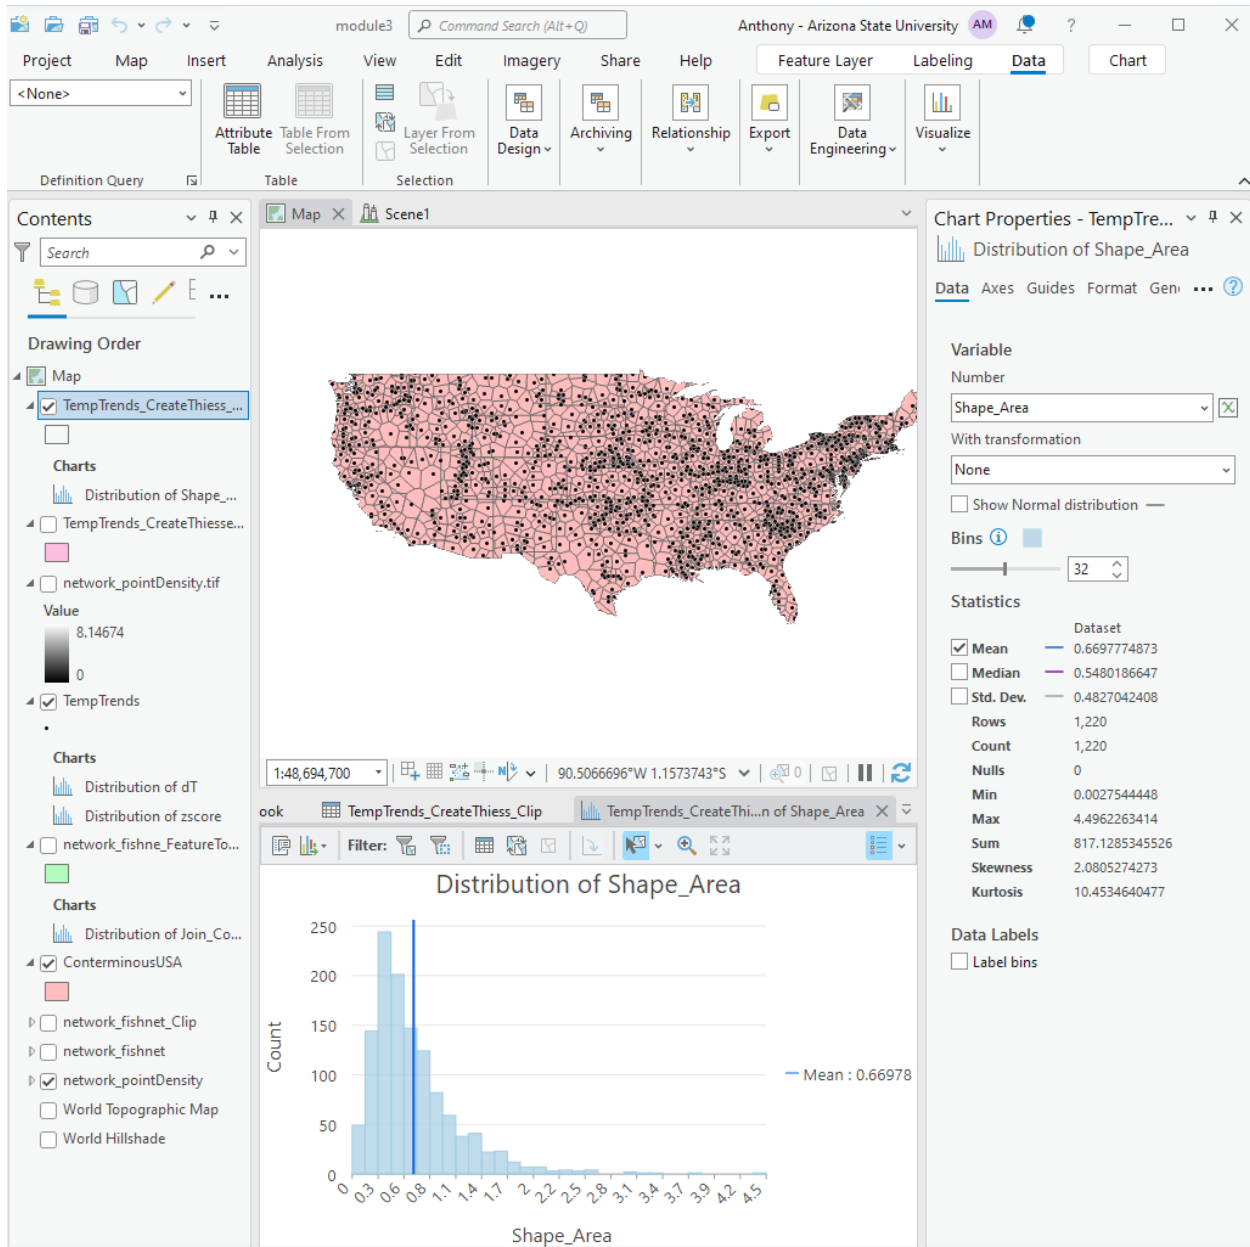 module3
Command Search (Alt+Q)
Anthony - Arizona State University
AM
?
Project Map Insert Analysis View Edit Imagery Share Help Feature Layer Labeling Data Chart
<None>
Attribute Table
Table From Selection
Layer From Selection
Data Design
Archiving
Relationship
Export
Data Engineering
Visualize
Definition Query
Table
Selection
Contents
Search
Drawing Order
Map
TempTrends_CreateThiess_...
Charts
Distribution of Shape_...
TempTrends_CreateThiesse...
network_pointDensity.tif
Value
8.14674
0
TempTrends
Charts
Distribution of dT
Distribution of zscore
network_fishne_FeatureTo...
Charts
Distribution of Join_Co...
ConterminousUSA
network_fishnet_Clip
network_fishnet
network_pointDensity
World Topographic Map
World Hillshade
Map
Scene1
1:48,694,700
N
90.5066696°W 1.1573743°S
0
ook
TempTrends_CreateThiess_Clip
TempTrends_CreateThi...n of Shape_Area
Filter:
Distribution of Shape_Area
Count
250
200
150
100
50
0
0 0.3 0.6 0.8 1.1 1.4 1.7 2 2.2 2.5 2.8 3.1 3.4 3.7 3.9 4.2 4.5
Shape_Area
Mean : 0.66978
Chart Properties - TempTre...
Distribution of Shape_Area
Data Axes Guides Format Gen
?
Variable
Number
Shape_Area
With transformation
None
Show Normal distribution
Bins
32
Statistics
Dataset
Mean 0.6697774873
Median 0.5480186647
Std. Dev. 0.4827042408
Rows 1,220
Count 1,220
Nulls 0
Min 0.0027544448
Max 4.4962263414
Sum 817.1285345526
Skewness 2.0805274273
Kurtosis 10.4534640477
Data Labels
Label bins